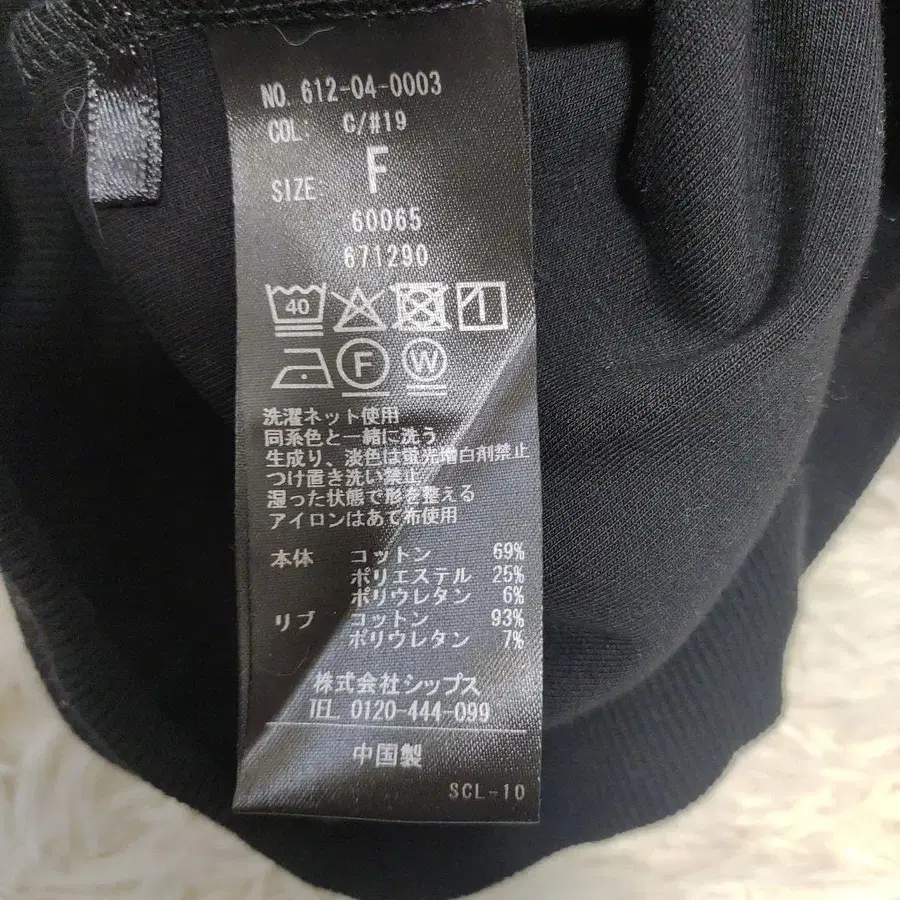 NO. 612-04-0003
COL: C/#19
SIZE: F
60065
671290
40
F W
洗濯ネット使用
同系色と一緒に洗う
生成り、淡色は蛍光増白剤禁止
つけ置き洗い禁止
湿った状態で形を整える
アイロンはあて布使用
本体 コットン 69%
ポリエステル 25%
ポリウレタン 6%
リブ コットン 93%
ポリウレタン 7%
株式会社シップス
TEL 0120-444-099
中国製
SCL-10